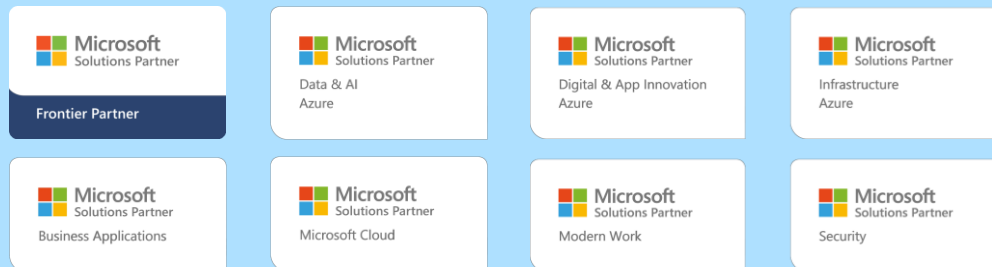 Microsoft
Solutions Partner
Frontier Partner
Microsoft
Solutions Partner
Data & AI
Azure
Microsoft
Solutions Partner
Digital & App Innovation
Azure
Microsoft
Solutions Partner
Infrastructure
Azure
Microsoft
Solutions Partner
Business Applications
Microsoft
Solutions Partner
Microsoft Cloud
Microsoft
Solutions Partner
Modern Work
Microsoft
Solutions Partner
Security